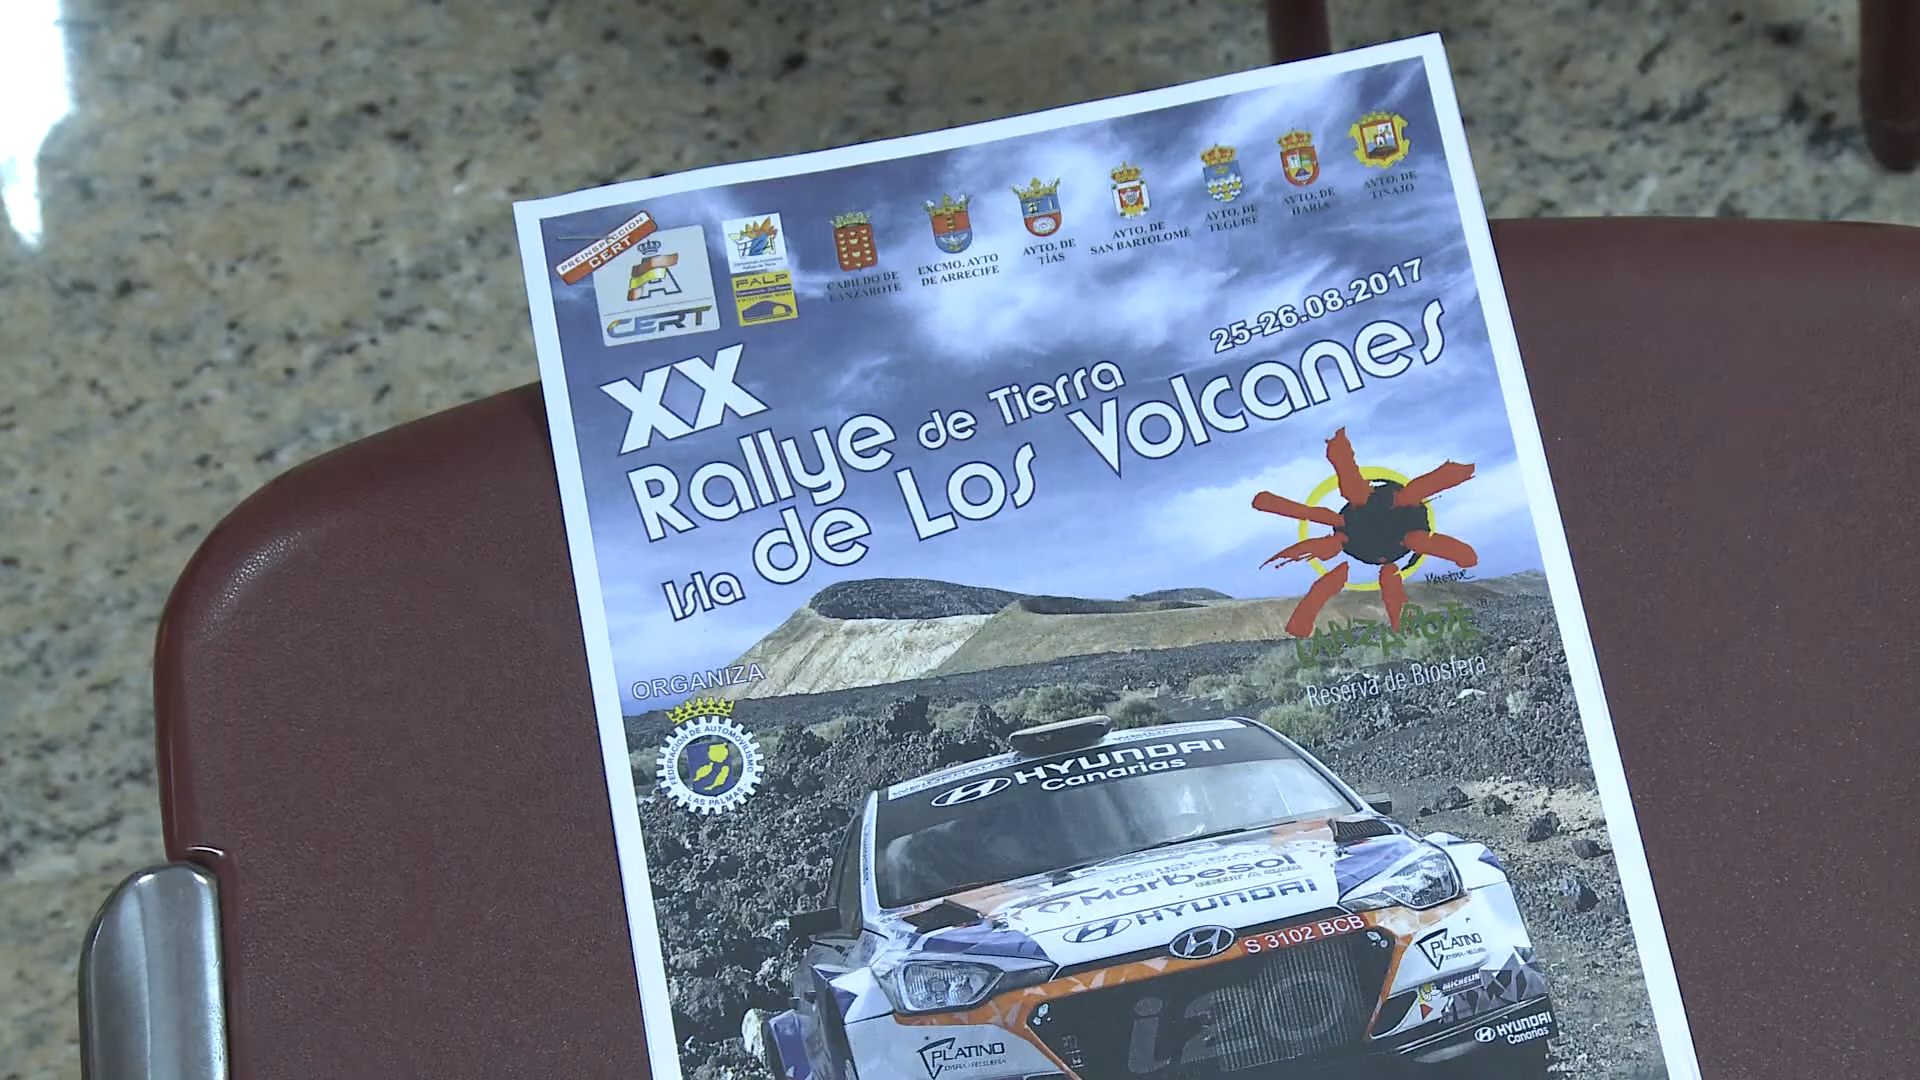 PREINSPECCION
CERT
CERT
FALP
CABILDO DE
LANZAROTE
EXCMO. AYTO
DE ARRECIFE
AYTO. DE
TÍAS
AYTO. DE
SAN BARTOLOMÉ
AYTO. DE
TEGUISE
AYTO. DE
HARÍA
AYTO. DE
TINAJO
25-26.08.2017
XX
Rallye de Tierra
Isla de Los Volcanes
LANZAROTE
Reserva de Biosfera
ORGANIZA
FEDERACION DE AUTOMOVILISMO
LAS PALMAS
HYUNDAI
Canarias
Marbesol
HYUNDAI
S 3102 BCB
i20
PLATINO
MICHELIN
HYUNDAI
Canarias
PLATINO